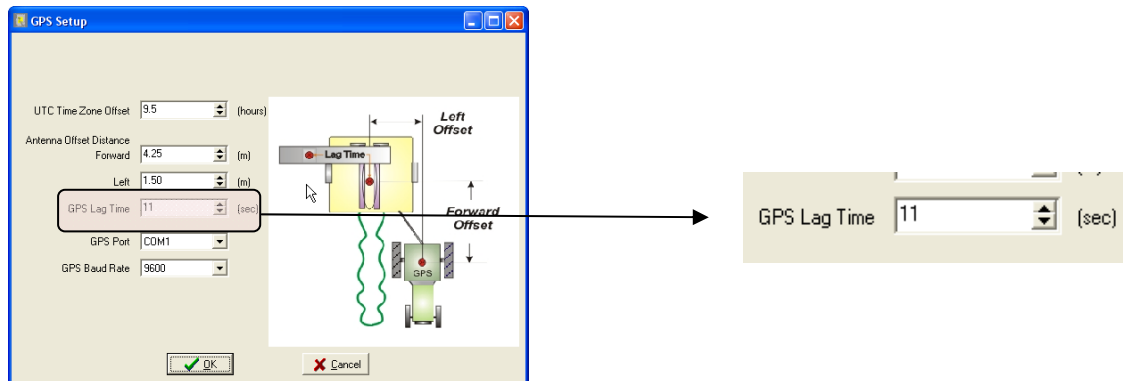 GPS Setup
UTC Time Zone Offset 9.5 (hours)
Antenna Offset Distance
Forward 4.25 (m)
Left 1.50 (m)
GPS Lag Time 11 (sec)
GPS Port COM1
GPS Baud Rate 9600
OK
Cancel
Left
Offset
Lag Time
Forward
Offset
GPS
GPS Lag Time 11 (sec)